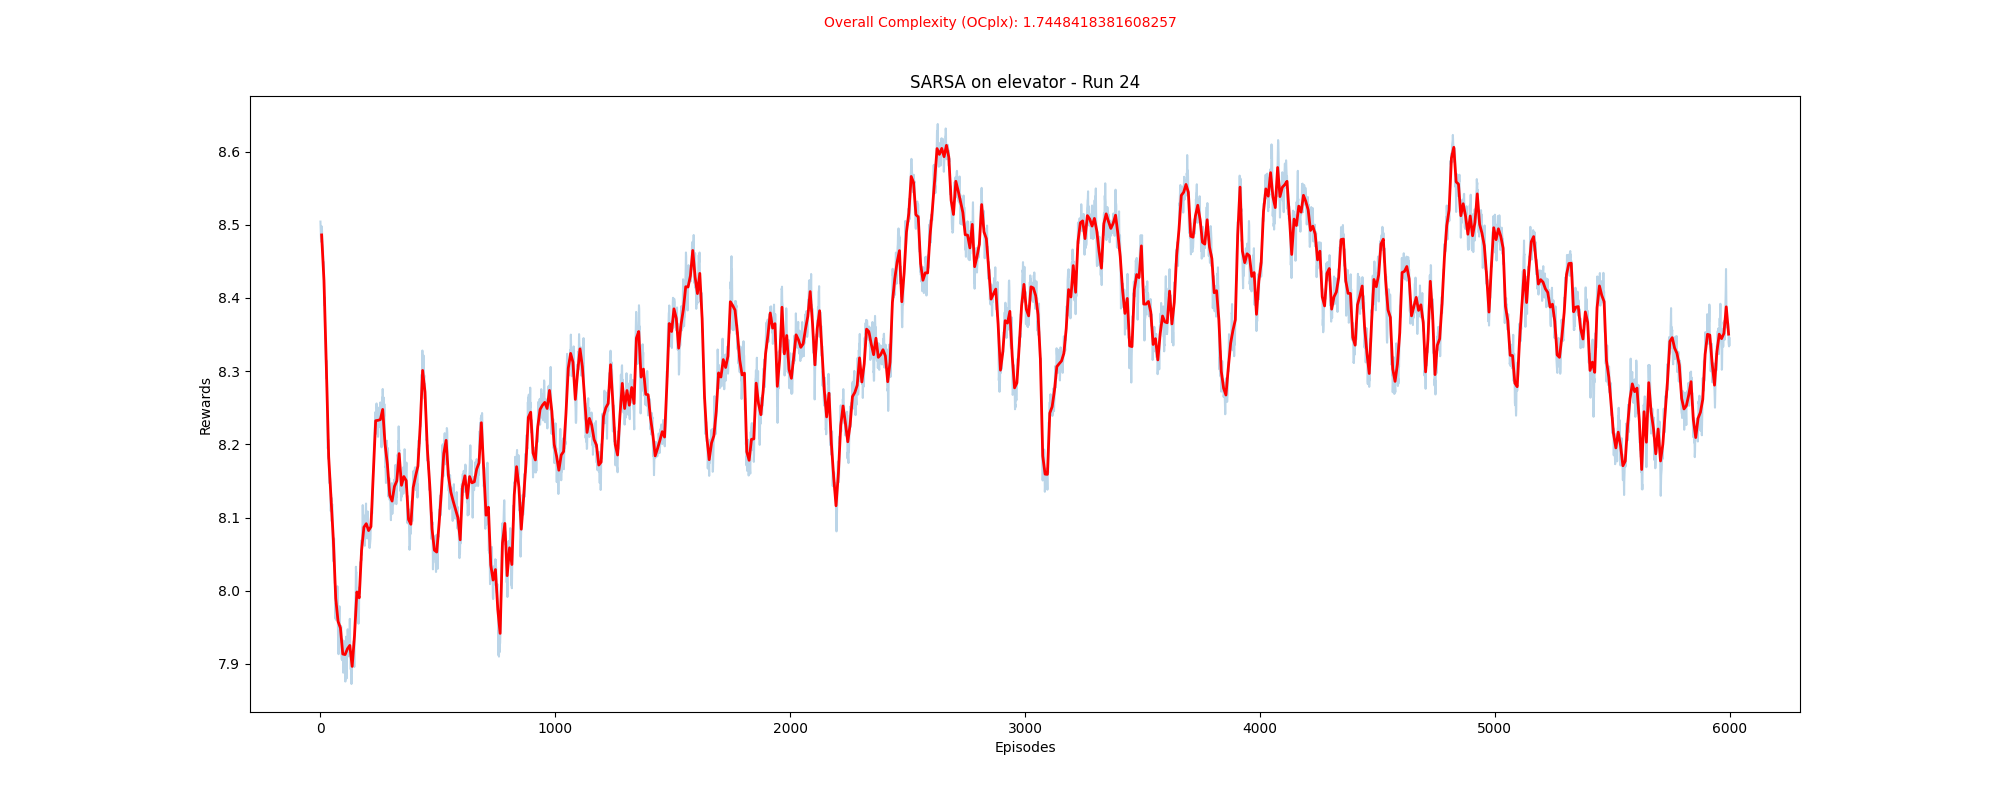 Overall Complexity (OCplx): 1.7448418381608257
SARSA on elevator - Run 24
Rewards
8.6
8.5
8.4
8.3
8.2
8.1
8.0
7.9
0 1000 2000 3000 4000 5000 6000
Episodes